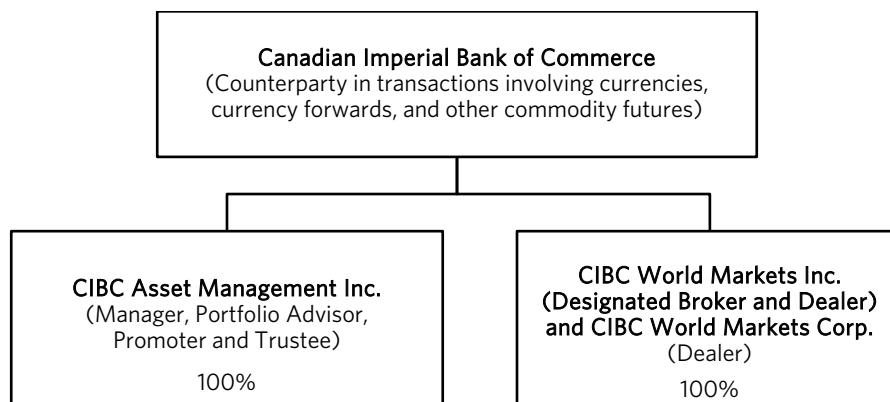 Canadian Imperial Bank of Commerce
(Counterparty in transactions involving currencies,
currency forwards, and other commodity futures)
CIBC Asset Management Inc.
(Manager, Portfolio Advisor,
Promoter and Trustee)
100%
CIBC World Markets Inc.
(Designated Broker and Dealer)
and CIBC World Markets Corp.
(Dealer)
100%